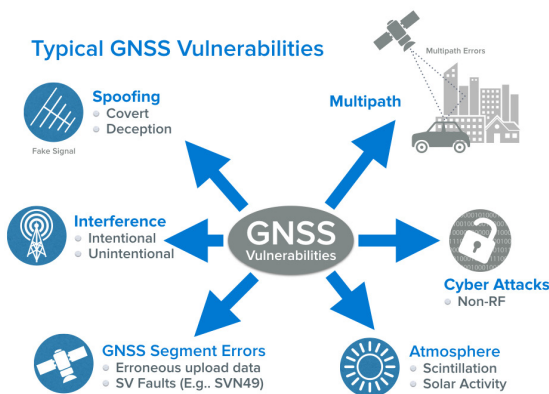 Typical GNSS Vulnerabilities
Multipath Errors
Spoofing
Covert
Deception
Fake Signal
Multipath
Interference
Intentional
Unintentional
GNSS
Vulnerabilities
Cyber Attacks
Non-RF
GNSS Segment Errors
Erroneous upload data
SV Faults (E.g.. SVN49)
Atmosphere
Scintillation
Solar Activity